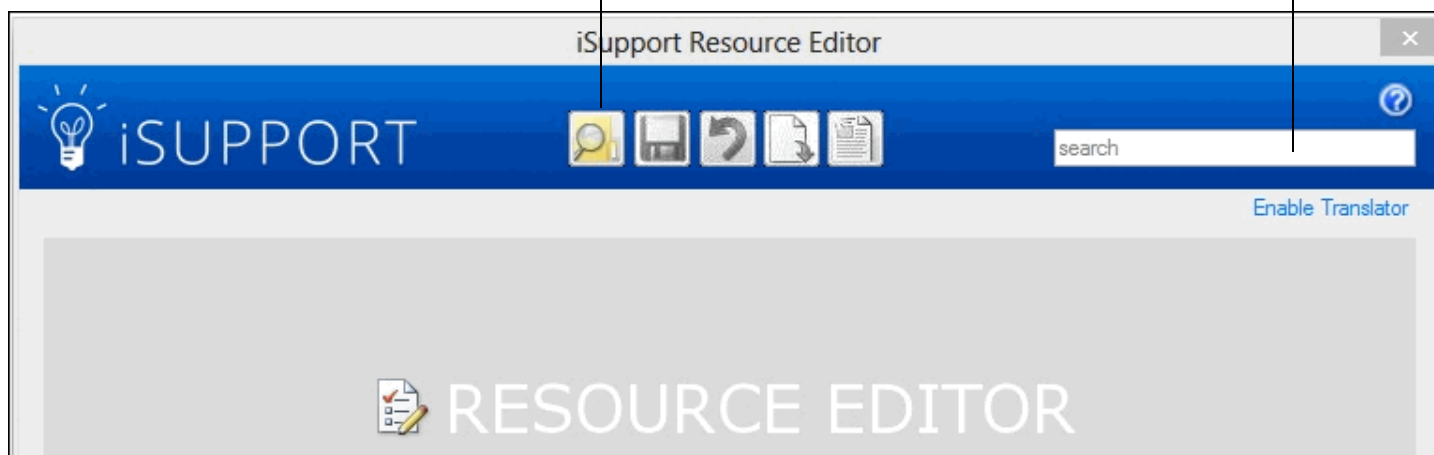 iSupport Resource Editor
iSUPPORT
search
Enable Translator
RESOURCE EDITOR